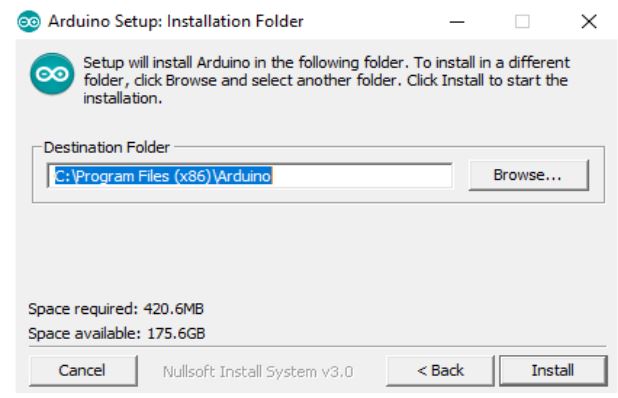 Arduino Setup: Installation Folder
Setup will install Arduino in the following folder. To install in a different
folder, click Browse and select another folder. Click Install to start the
installation.
Destination Folder
C:\Program Files (x86)\Arduino
Browse...
Space required: 420.6MB
Space available: 175.6GB
Cancel
Nullsoft Install System v3.0
< Back
Install